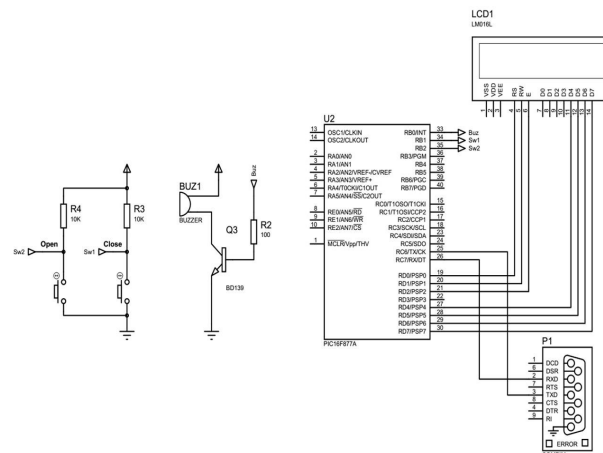 LCD1
LM016L
VSS
VDD
VEE
RS
RW
E
D0
D1
D2
D3
D4
D5
D6
D7
1
2
3
4
5
6
7
8
9
10
11
12
13
14
U2
13 OSC1/CLKIN
14 OSC2/CLKOUT
2 RA0/AN0
3 RA1/AN1
4 RA2/AN2/VREF-/CVREF
5 RA3/AN3/VREF+
6 RA4/T0CKI/C1OUT
7 RA5/AN4/SS/C2OUT
8 RE0/AN5/RD
9 RE1/AN6/WR
10 RE2/AN7/CS
1 MCLR/Vpp/THV
RB0/INT 33 Buz
RB1 34 Sw1
RB2 35 Sw2
RB3/PGM 36
RB4 37
RB5 38
RB6/PGC 39
RB7/PGD 40
RC0/T1OSO/T1CKI 15
RC1/T1OSI/CCP2 16
RC2/CCP1 17
RC3/SCK/SCL 18
RC4/SDI/SDA 23
RC5/SDO 24
RC6/TX/CK 25
RC7/RX/DT 26
RD0/PSP0 19
RD1/PSP1 20
RD2/PSP2 21
RD3/PSP3 22
RD4/PSP4 27
RD5/PSP5 28
RD6/PSP6 29
RD7/PSP7 30
PIC16F877A
R4
10K
R3
10K
Sw2 Open
Sw1 Close
BUZ1
BUZZER
Buz
Q3
BD139
R2
100
P1
1 DCD
6 DSR
2 RXD
7 RTS
3 TXD
8 CTS
4 DTR
9 RI
ERROR